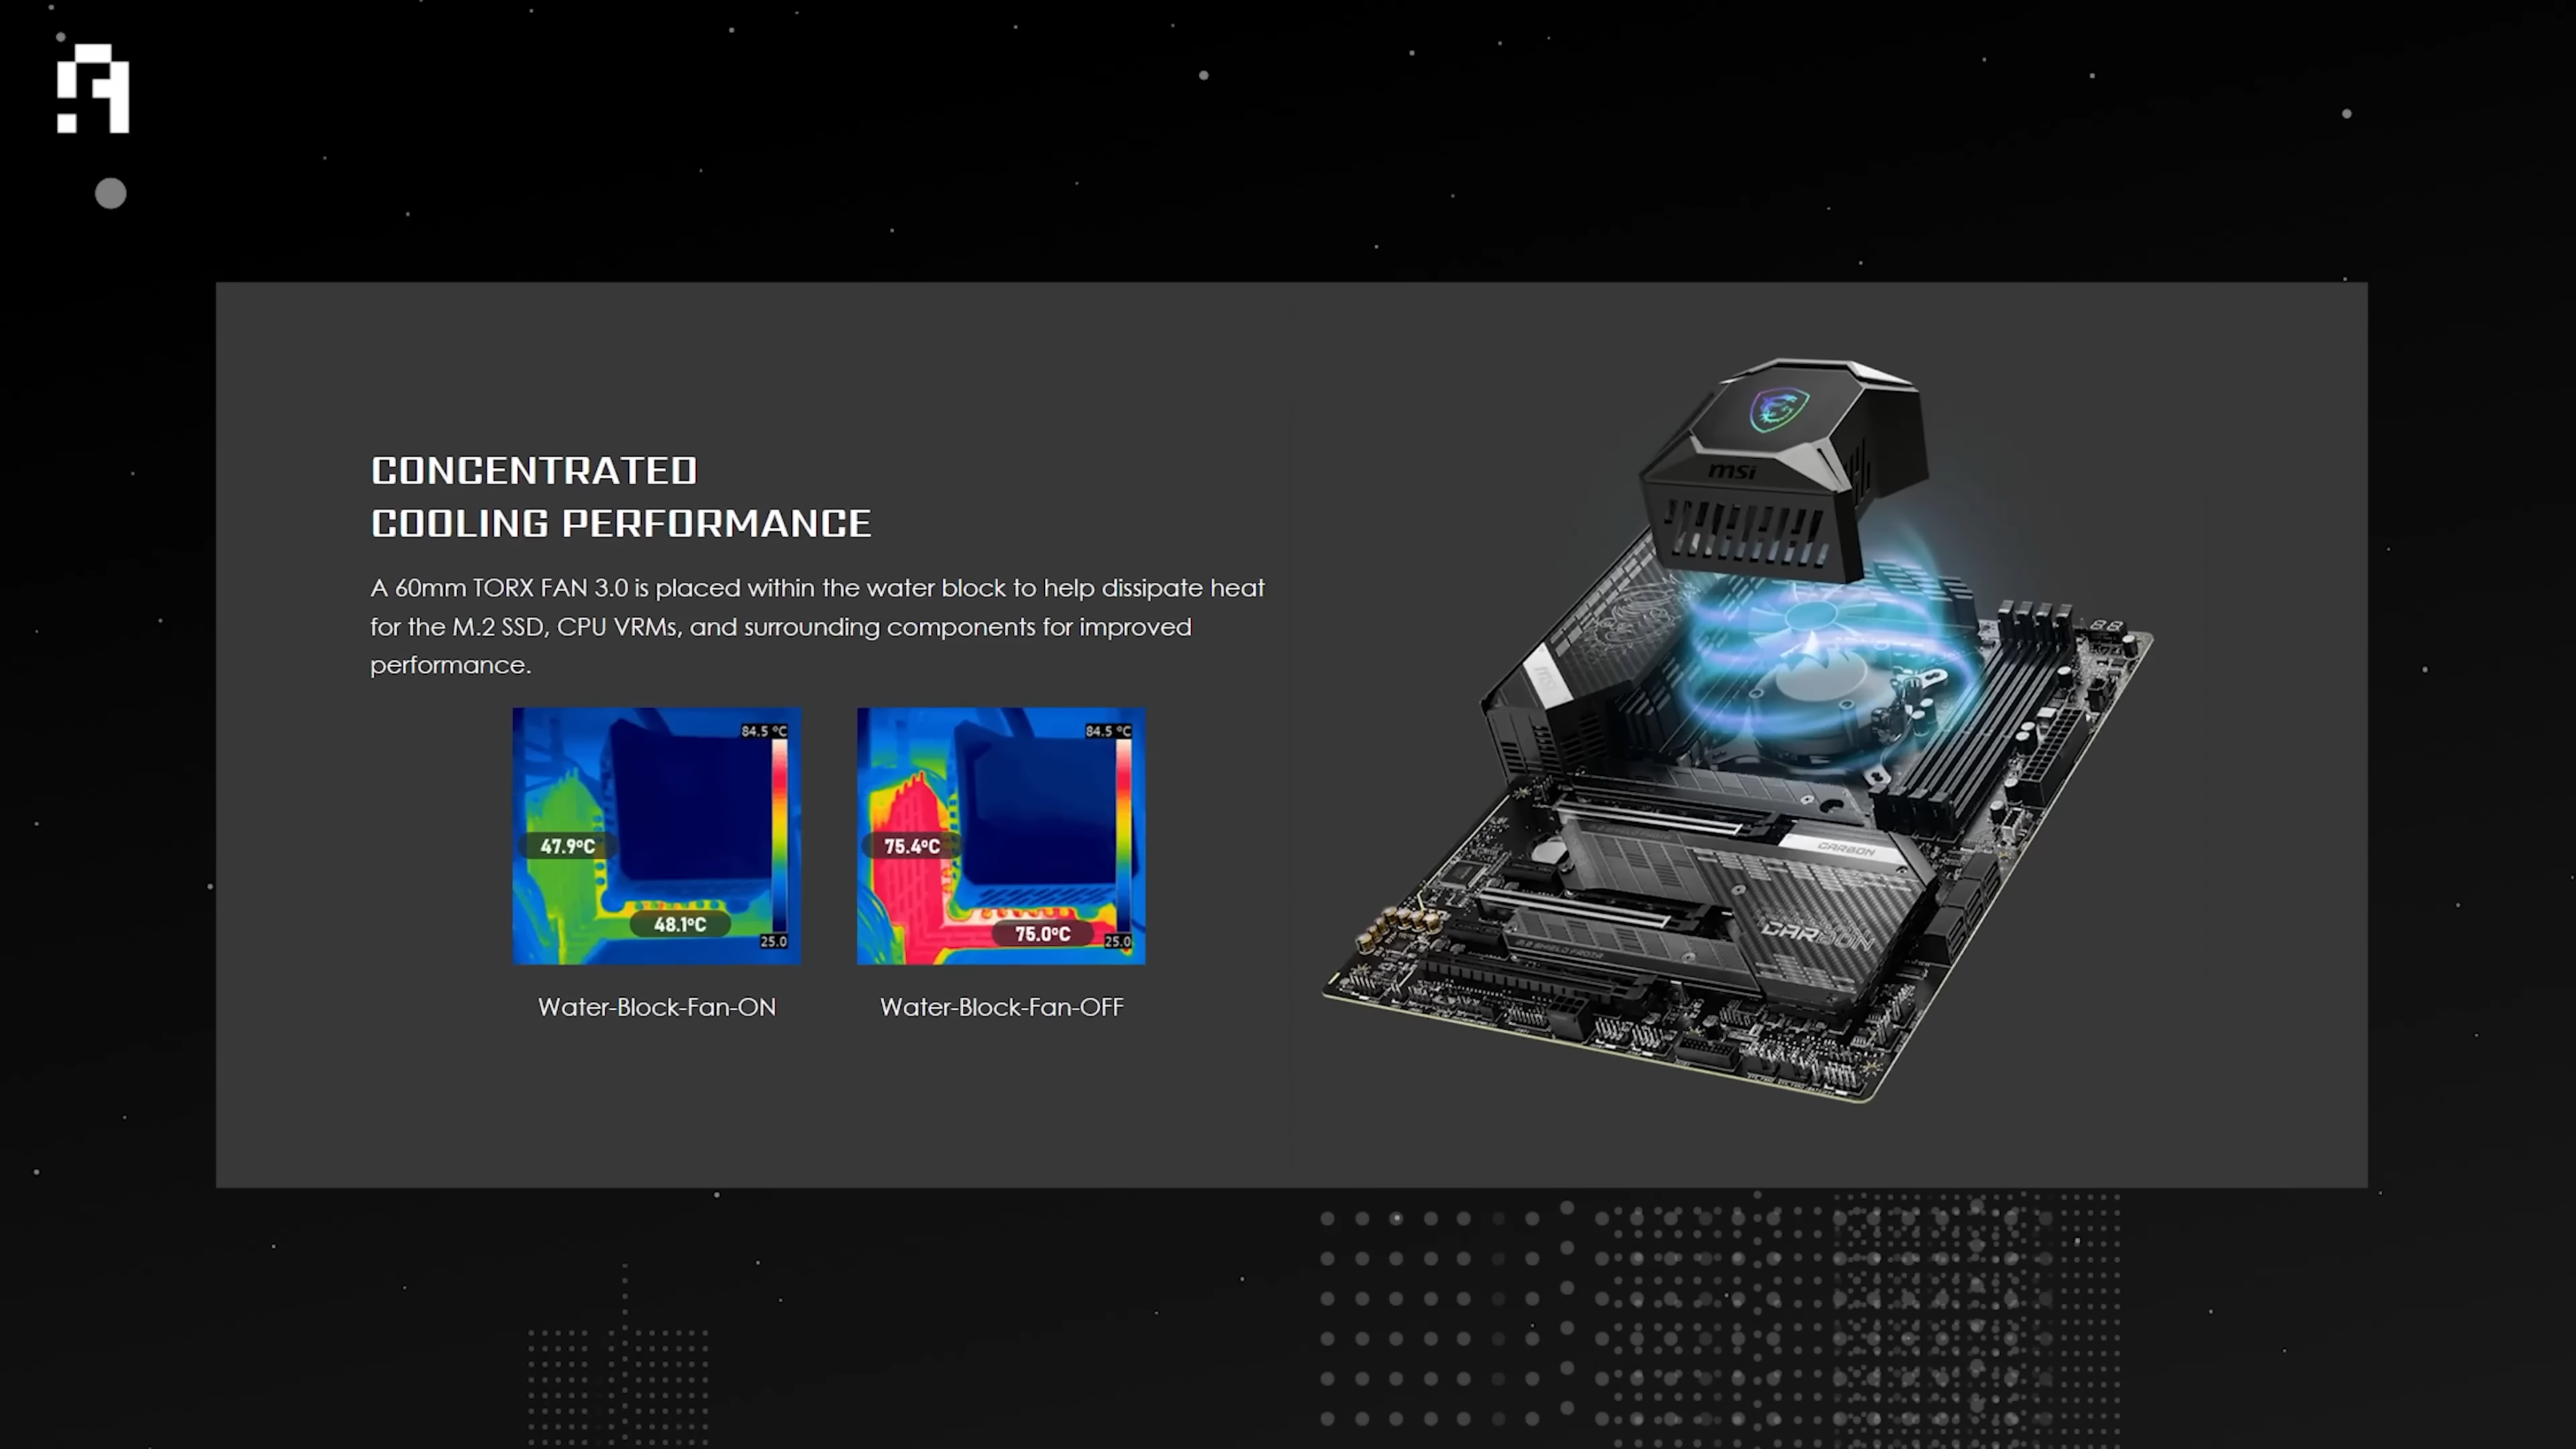 CONCENTRATED
COOLING PERFORMANCE
A 60mm TORX FAN 3.0 is placed within the water block to help dissipate heat
for the M.2 SSD, CPU VRMs, and surrounding components for improved
performance.
84.5 °C
47.9°C
48.1°C
25.0
Water-Block-Fan-ON
84.5 °C
75.4°C
75.0°C
25.0
Water-Block-Fan-OFF
msi
msi
CARBON
CARBON